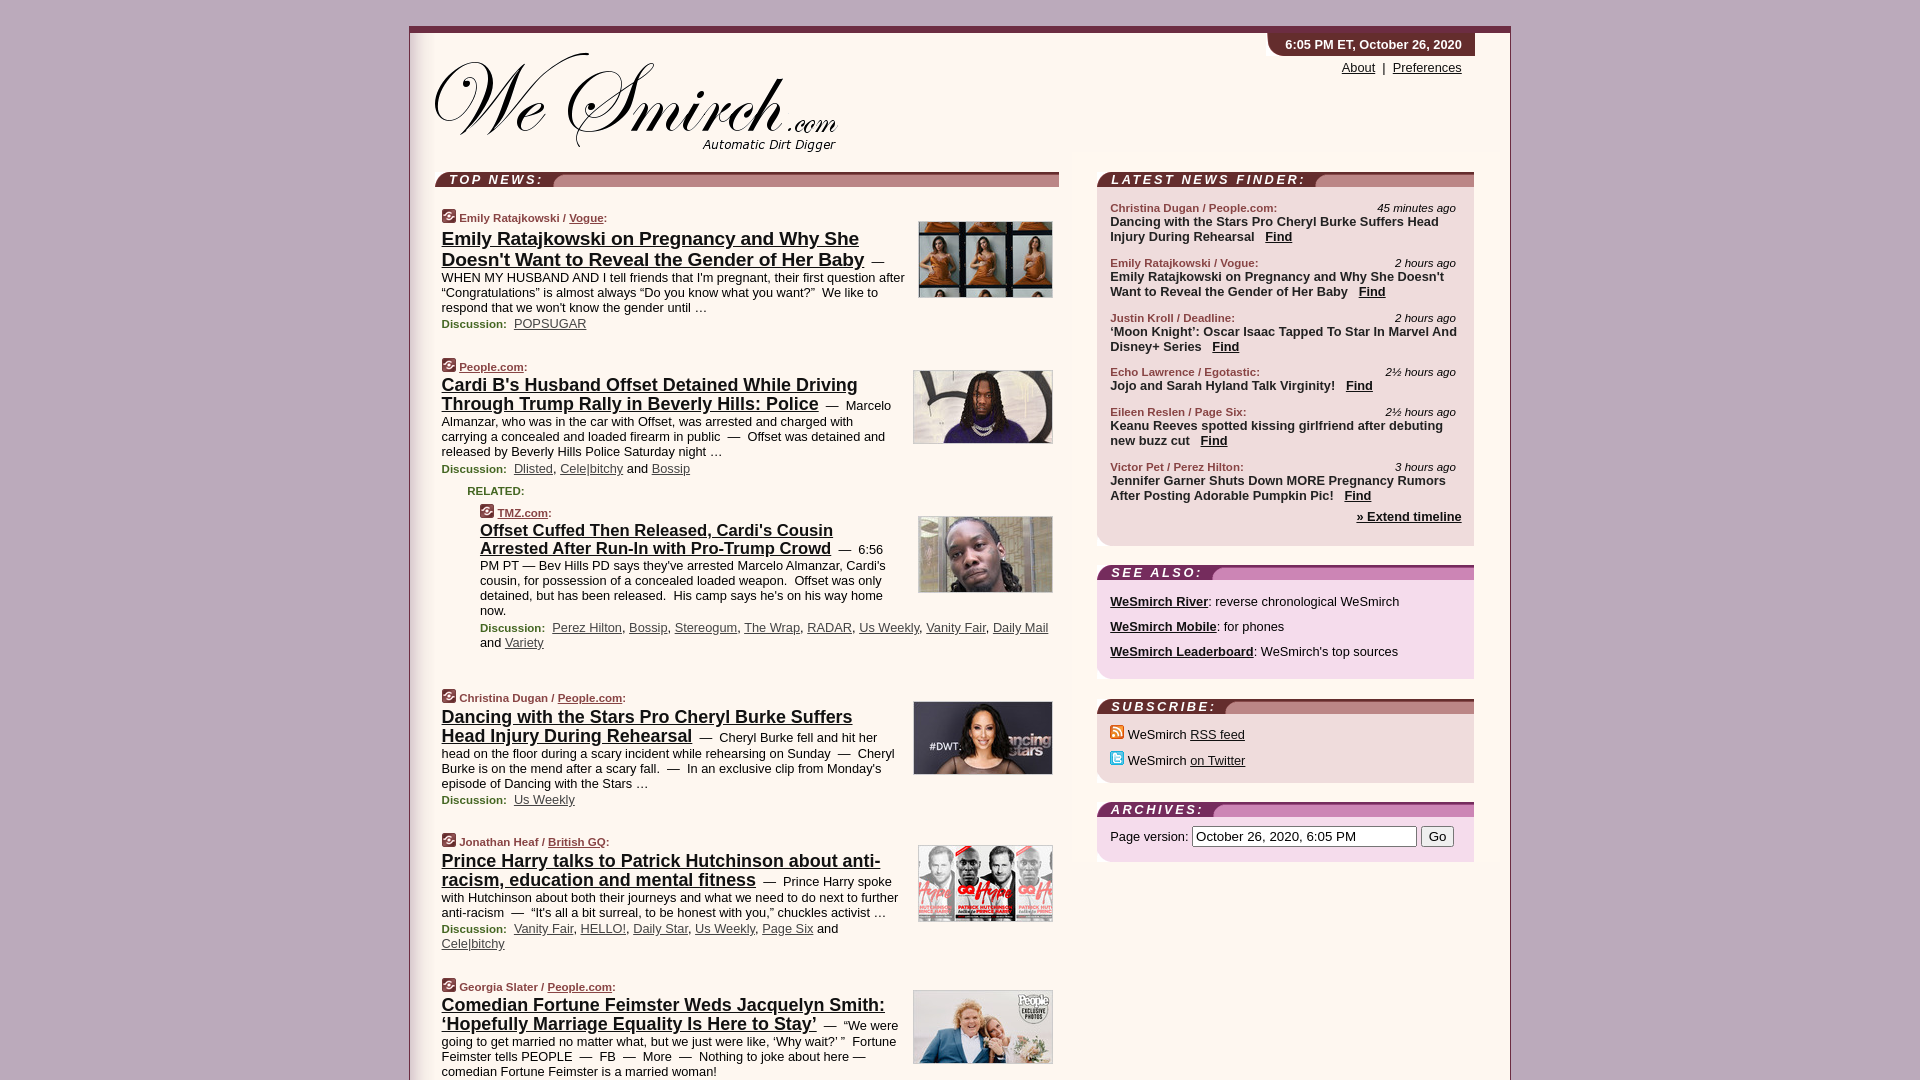 6:05 PM ET, October 26, 2020
About | Preferences
We Smirch .com
Automatic Dirt Digger
TOP NEWS:
Emily Ratajkowski / Vogue:
Emily Ratajkowski on Pregnancy and Why She
Doesn't Want to Reveal the Gender of Her Baby —
WHEN MY HUSBAND AND I tell friends that I'm pregnant, their first question after
“Congratulations” is almost always “Do you know what you want?” We like to
respond that we won't know the gender until …
Discussion: POPSUGAR
People.com:
Cardi B's Husband Offset Detained While Driving
Through Trump Rally in Beverly Hills: Police — Marcelo
Almanzar, who was in the car with Offset, was arrested and charged with
carrying a concealed and loaded firearm in public — Offset was detained and
released by Beverly Hills Police Saturday night …
Discussion: Dlisted, Cele|bitchy and Bossip
RELATED:
TMZ.com:
Offset Cuffed Then Released, Cardi's Cousin
Arrested After Run-In with Pro-Trump Crowd — 6:56
PM PT — Bev Hills PD says they've arrested Marcelo Almanzar, Cardi's
cousin, for possession of a concealed loaded weapon. Offset was only
detained, but has been released. His camp says he's on his way home
now.
Discussion: Perez Hilton, Bossip, Stereogum, The Wrap, RADAR, Us Weekly, Vanity Fair, Daily Mail
and Variety
Christina Dugan / People.com:
Dancing with the Stars Pro Cheryl Burke Suffers
Head Injury During Rehearsal — Cheryl Burke fell and hit her
head on the floor during a scary incident while rehearsing on Sunday — Cheryl
Burke is on the mend after a scary fall. — In an exclusive clip from Monday's
episode of Dancing with the Stars …
Discussion: Us Weekly
#DWT
ancing
stars
Jonathan Heaf / British GQ:
Prince Harry talks to Patrick Hutchinson about anti-
racism, education and mental fitness — Prince Harry spoke
with Hutchinson about both their journeys and what we need to do next to further
anti-racism — “It's all a bit surreal, to be honest with you,” chuckles activist …
Discussion: Vanity Fair, HELLO!, Daily Star, Us Weekly, Page Six and
Cele|bitchy
GQ Hype
PATRICK HUTCHINSON
Georgia Slater / People.com:
Comedian Fortune Feimster Weds Jacquelyn Smith:
‘Hopefully Marriage Equality Is Here to Stay’ — “We were
going to get married no matter what, but we just were like, ‘Why wait?’ ” Fortune
Feimster tells PEOPLE — FB — More — Nothing to joke about here —
comedian Fortune Feimster is a married woman!
People
EXCLUSIVE
PHOTOS
LATEST NEWS FINDER:
Christina Dugan / People.com: 45 minutes ago
Dancing with the Stars Pro Cheryl Burke Suffers Head
Injury During Rehearsal Find
Emily Ratajkowski / Vogue: 2 hours ago
Emily Ratajkowski on Pregnancy and Why She Doesn't
Want to Reveal the Gender of Her Baby Find
Justin Kroll / Deadline: 2 hours ago
‘Moon Knight’: Oscar Isaac Tapped To Star In Marvel And
Disney+ Series Find
Echo Lawrence / Egotastic: 2½ hours ago
Jojo and Sarah Hyland Talk Virginity! Find
Eileen Reslen / Page Six: 2½ hours ago
Keanu Reeves spotted kissing girlfriend after debuting
new buzz cut Find
Victor Pet / Perez Hilton: 3 hours ago
Jennifer Garner Shuts Down MORE Pregnancy Rumors
After Posting Adorable Pumpkin Pic! Find
» Extend timeline
SEE ALSO:
WeSmirch River: reverse chronological WeSmirch
WeSmirch Mobile: for phones
WeSmirch Leaderboard: WeSmirch's top sources
SUBSCRIBE:
WeSmirch RSS feed
WeSmirch on Twitter
ARCHIVES:
Page version: October 26, 2020, 6:05 PM Go